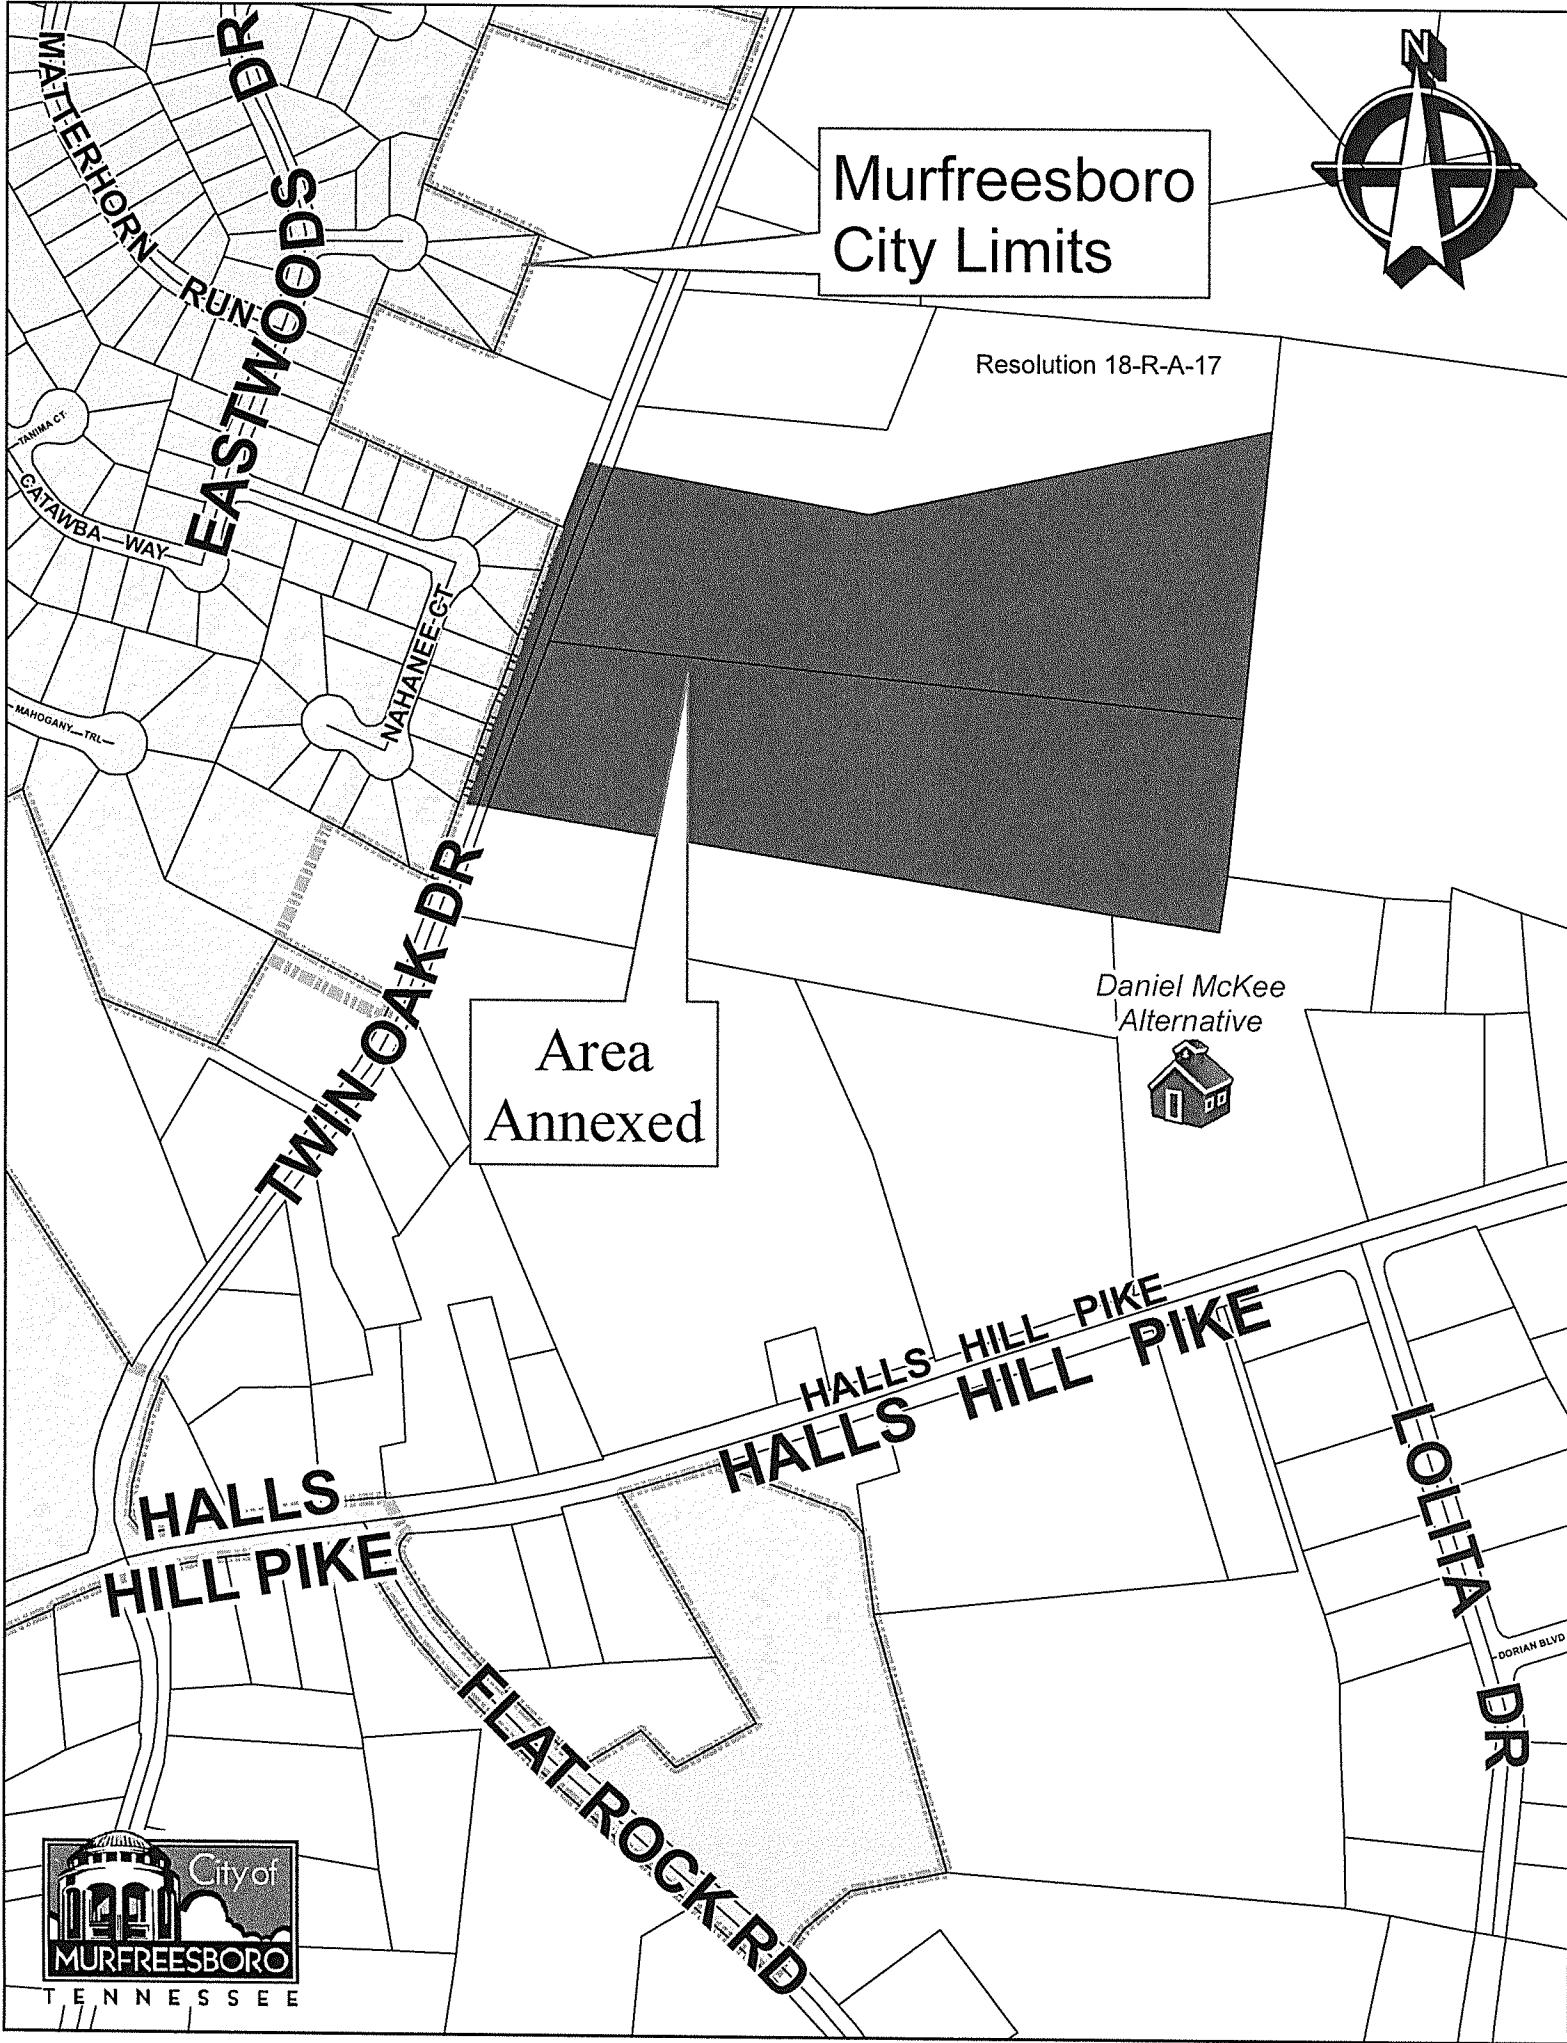 MATTERHORN RUN
EASTWOODS DR
N
Murfreesboro
City Limits
Resolution 18-R-A-17
TANIMA CT
CATAWBA WAY
NAHANEE CT
MAHOGANY TRL
TWIN OAK DR
Area
Annexed
Daniel McKee
Alternative
HALLS HILL PIKE
HALLS HILL PIKE
HALLS
HILL PIKE
LOLITA DR
DORIAN BLVD
FLAT ROCK RD
City of
MURFREESBORO
TENNESSEE